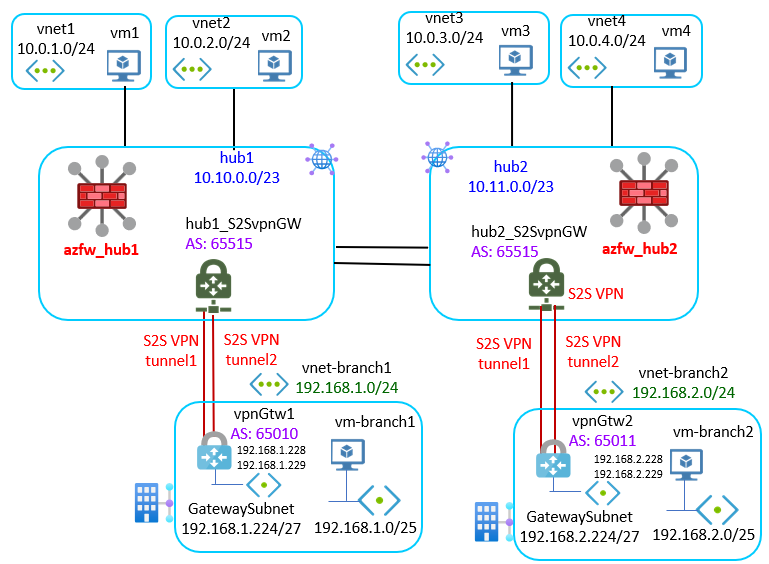 vnet1
10.0.1.0/24
vm1
vnet2
10.0.2.0/24
vm2
vnet3
10.0.3.0/24
vm3
vnet4
10.0.4.0/24
vm4
hub1
10.10.0.0/23
azfw_hub1
hub1_S2SvpnGW
AS: 65515
hub2
10.11.0.0/23
azfw_hub2
hub2_S2SvpnGW
AS: 65515
S2S VPN
S2S VPN
tunnel1
S2S VPN
tunnel2
S2S VPN
tunnel1
S2S VPN
tunnel2
vnet-branch1
192.168.1.0/24
vnet-branch2
192.168.2.0/24
vpnGtw1
AS: 65010
192.168.1.228
192.168.1.229
vm-branch1
GatewaySubnet
192.168.1.224/27
192.168.1.0/25
vpnGtw2
AS: 65011
192.168.2.228
192.168.2.229
vm-branch2
GatewaySubnet
192.168.2.224/27
192.168.2.0/25